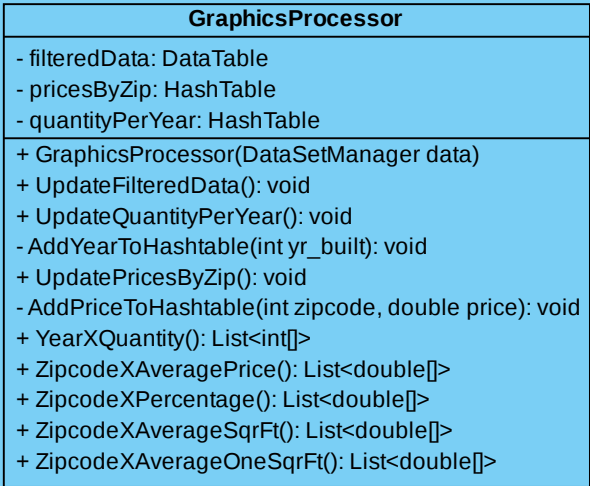 GraphicsProcessor
- filteredData: DataTable
- pricesByZip: HashTable
- quantityPerYear: HashTable
+ GraphicsProcessor(DataSetManager data)
+ UpdateFilteredData(): void
+ UpdateQuantityPerYear(): void
- AddYearToHashtable(int yr_built): void
+ UpdatePricesByZip(): void
- AddPriceToHashtable(int zipcode, double price): void
+ YearXQuantity(): List<int[]>
+ ZipcodeXAveragePrice(): List<double[]>
+ ZipcodeXPercentage(): List<double[]>
+ ZipcodeXAverageSqrFt(): List<double[]>
+ ZipcodeXAverageOneSqrFt(): List<double[]>